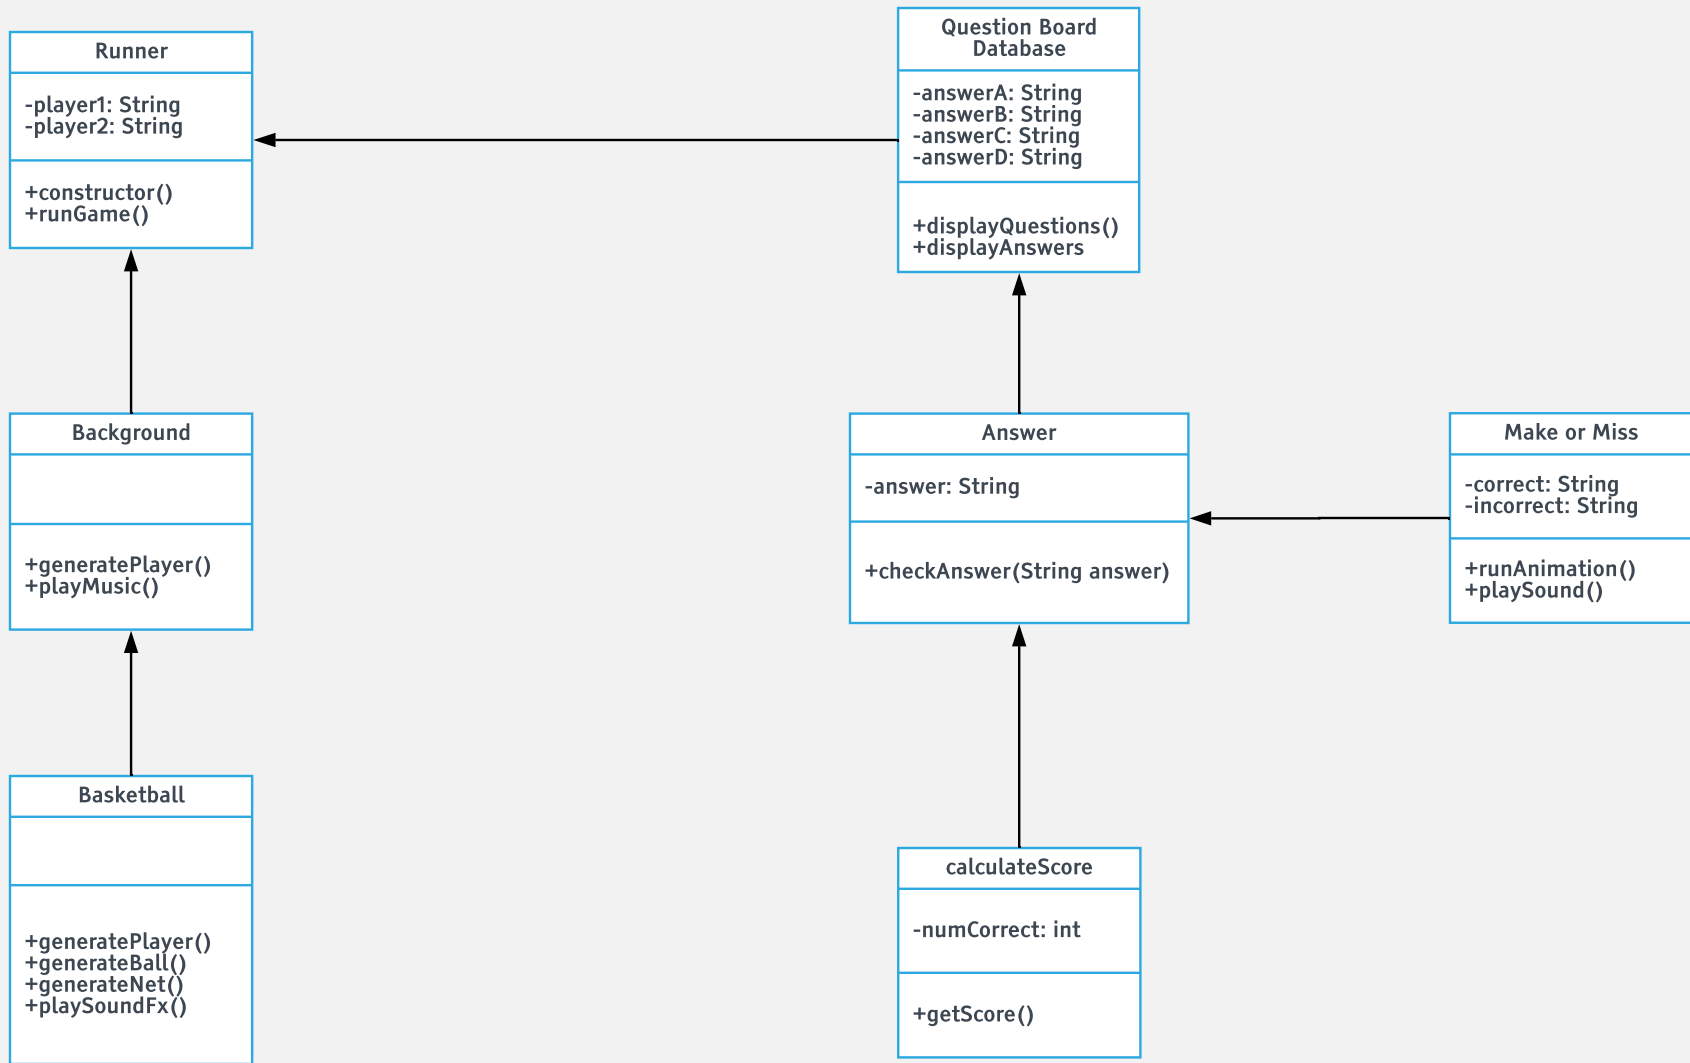 Runner
-player1: String
-player2: String
+constructor()
+runGame()
Question Board
Database
-answerA: String
-answerB: String
-answerC: String
-answerD: String
+displayQuestions()
+displayAnswers
Background
+generatePlayer()
+playMusic()
Answer
-answer: String
+checkAnswer(String answer)
Make or Miss
-correct: String
-incorrect: String
+runAnimation()
+playSound()
Basketball
+generatePlayer()
+generateBall()
+generateNet()
+playSoundFx()
calculateScore
-numCorrect: int
+getScore()